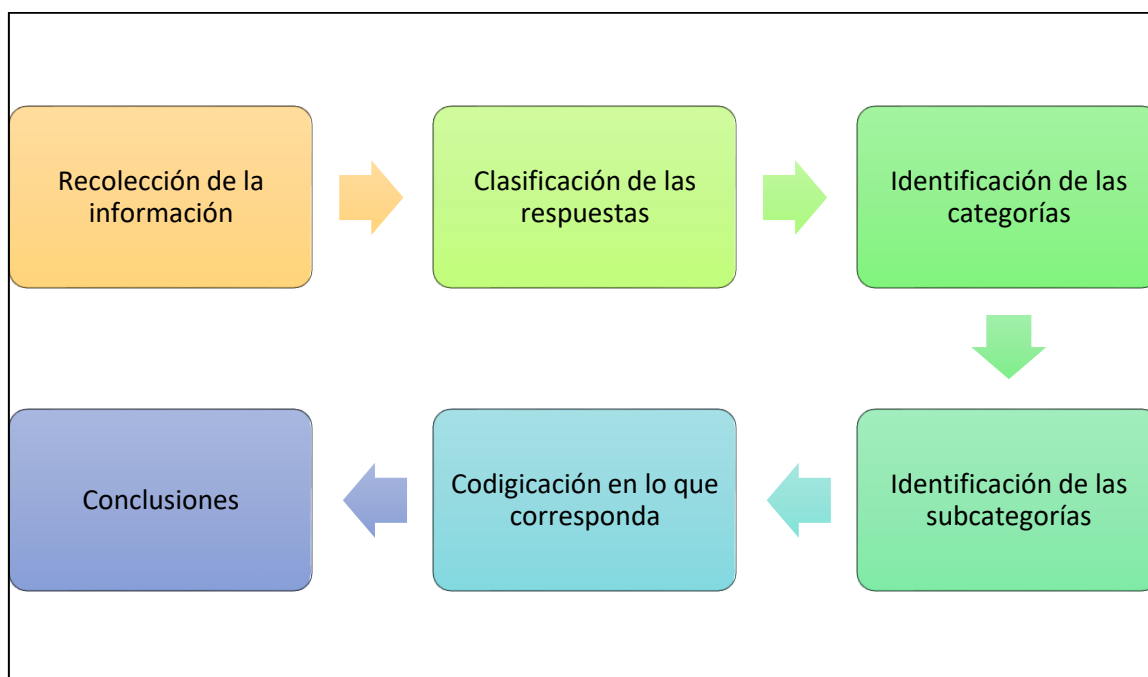 Recolección de la
información
Clasificación de las
respuestas
Identificación de las
categorías
Identificación de las
subcategorías
Codigicación en lo que
corresponda
Conclusiones